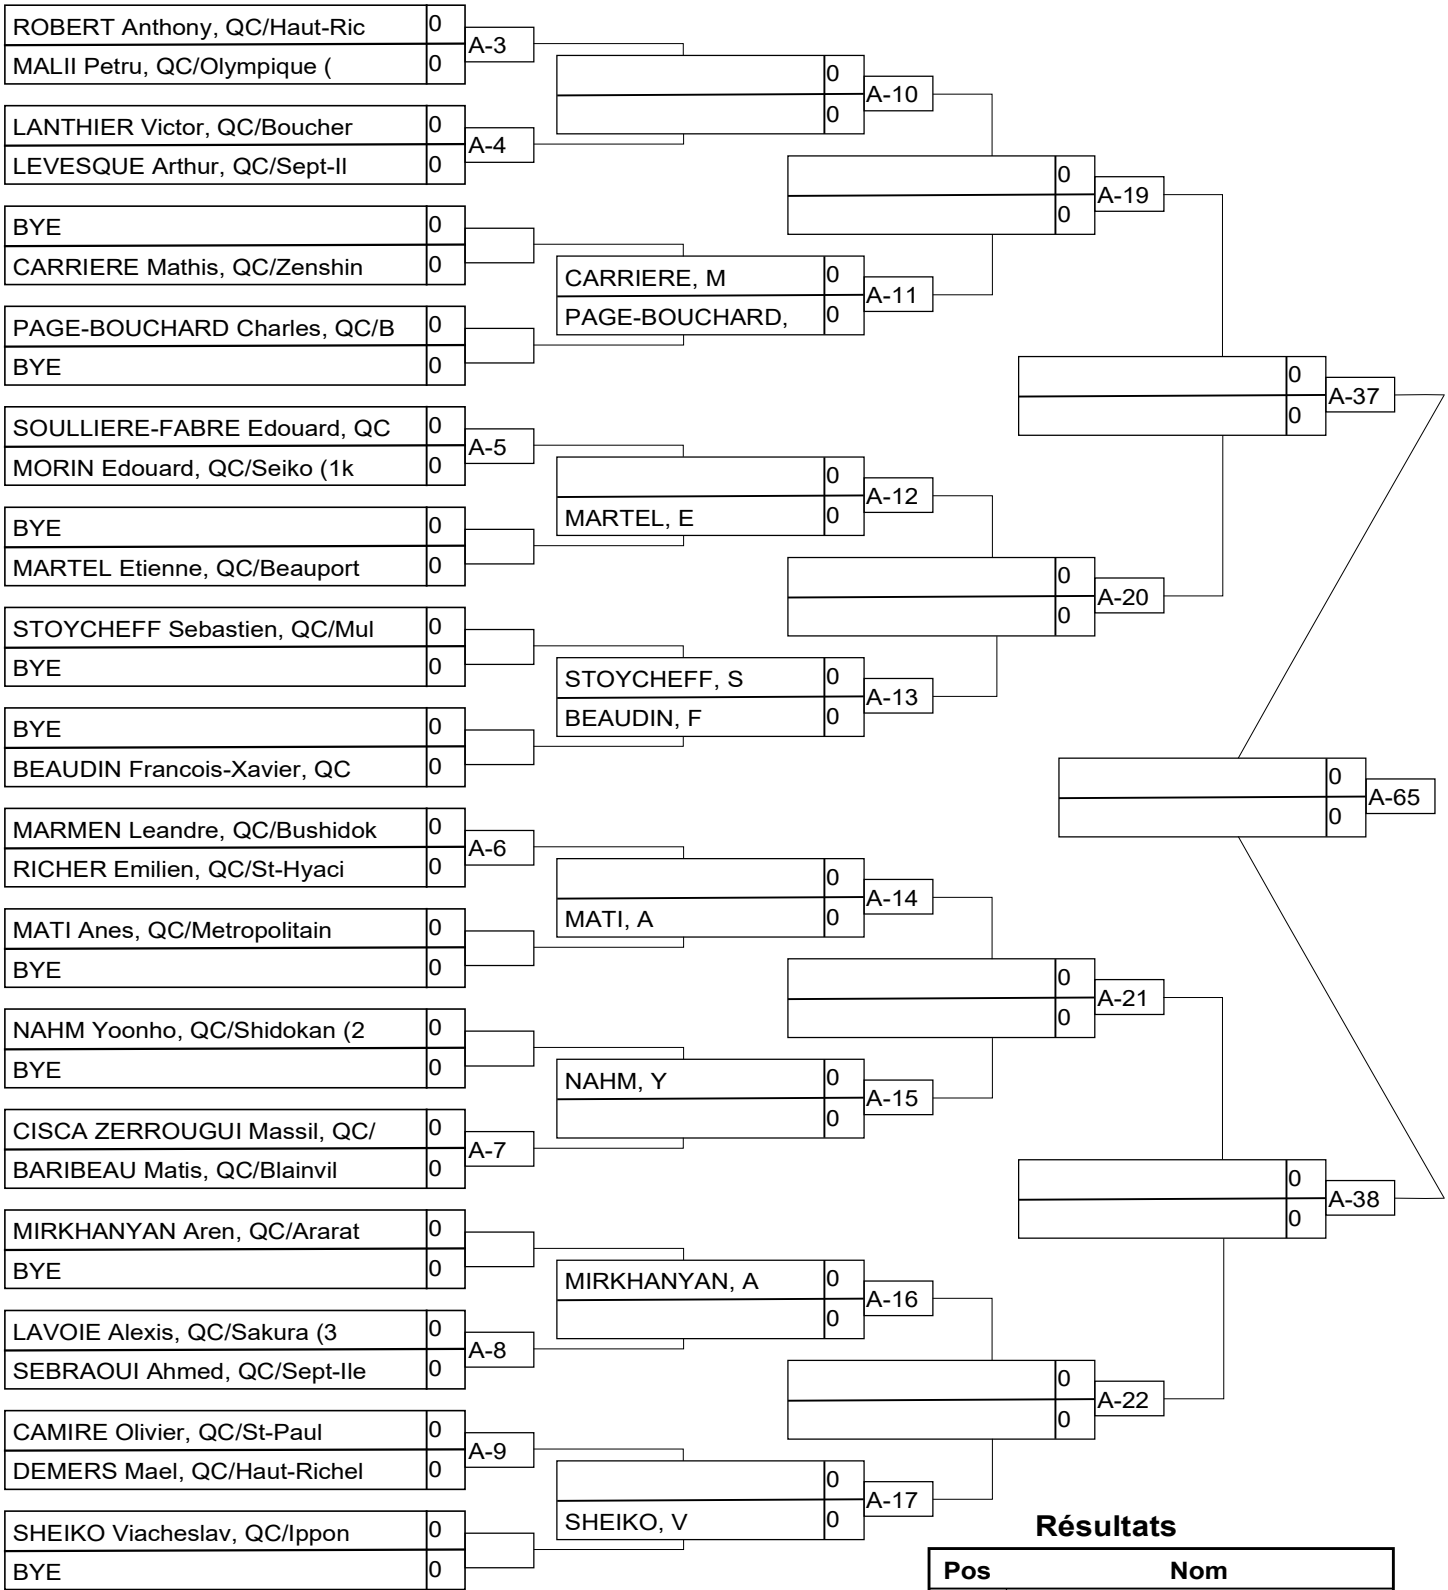 ROBERT Anthony, QC/Haut-Ric 0
MALII Petru, QC/Olympique ( 0
A-3
LANTHIER Victor, QC/Boucher 0
LEVESQUE Arthur, QC/Sept-Il 0
A-4
BYE 0
CARRIERE Mathis, QC/Zenshin 0
PAGE-BOUCHARD Charles, QC/B 0
BYE 0
SOULLIERE-FABRE Edouard, QC 0
MORIN Edouard, QC/Seiko (1k 0
A-5
BYE 0
MARTEL Etienne, QC/Beauport 0
STOYCHEFF Sebastien, QC/Mul 0
BYE 0
BYE 0
BEAUDIN Francois-Xavier, QC 0
MARMEN Leandre, QC/Bushidok 0
RICHER Emilien, QC/St-Hyaci 0
A-6
MATI Anes, QC/Metropolitain 0
BYE 0
NAHM Yoonho, QC/Shidokan (2 0
BYE 0
CISCA ZERROUGUI Massil, QC/ 0
BARIBEAU Matis, QC/Blainvil 0
A-7
MIRKHANYAN Aren, QC/Ararat 0
BYE 0
LAVOIE Alexis, QC/Sakura (3 0
SEBRAOUI Ahmed, QC/Sept-Ile 0
A-8
CAMIRE Olivier, QC/St-Paul 0
DEMERS Mael, QC/Haut-Richel 0
A-9
SHEIKO Viacheslav, QC/Ippon 0
BYE 0
0
0
A-10
CARRIERE, M 0
PAGE-BOUCHARD, 0
A-11
0
MARTEL, E 0
A-12
STOYCHEFF, S 0
BEAUDIN, F 0
A-13
0
MATI, A 0
A-14
NAHM, Y 0
0
A-15
MIRKHANYAN, A 0
0
A-16
0
SHEIKO, V 0
A-17
0
0
A-19
0
0
A-20
0
0
A-21
0
0
A-22
0
0
A-37
0
0
A-38
0
0
A-65
Résultats
Pos Nom